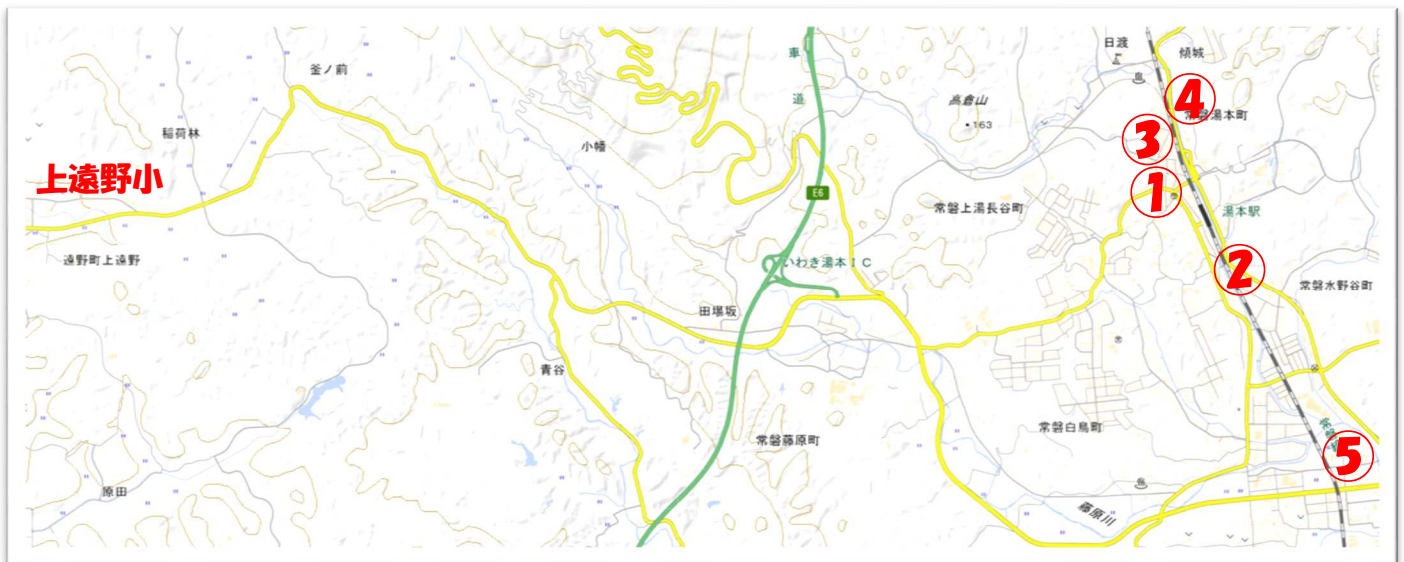 日渡
傾城
車
道
釜ノ前
高倉山
・163
④
常磐湯本町
稲荷林
小幡
③
上遠野小
E6
①
常磐上湯長谷町
湯本駅
遠野町上遠野
いわき湯本IC
②
常磐水野谷町
田場坂
青谷
常磐白鳥町
常磐藤原町
⑤
原田
藤原川